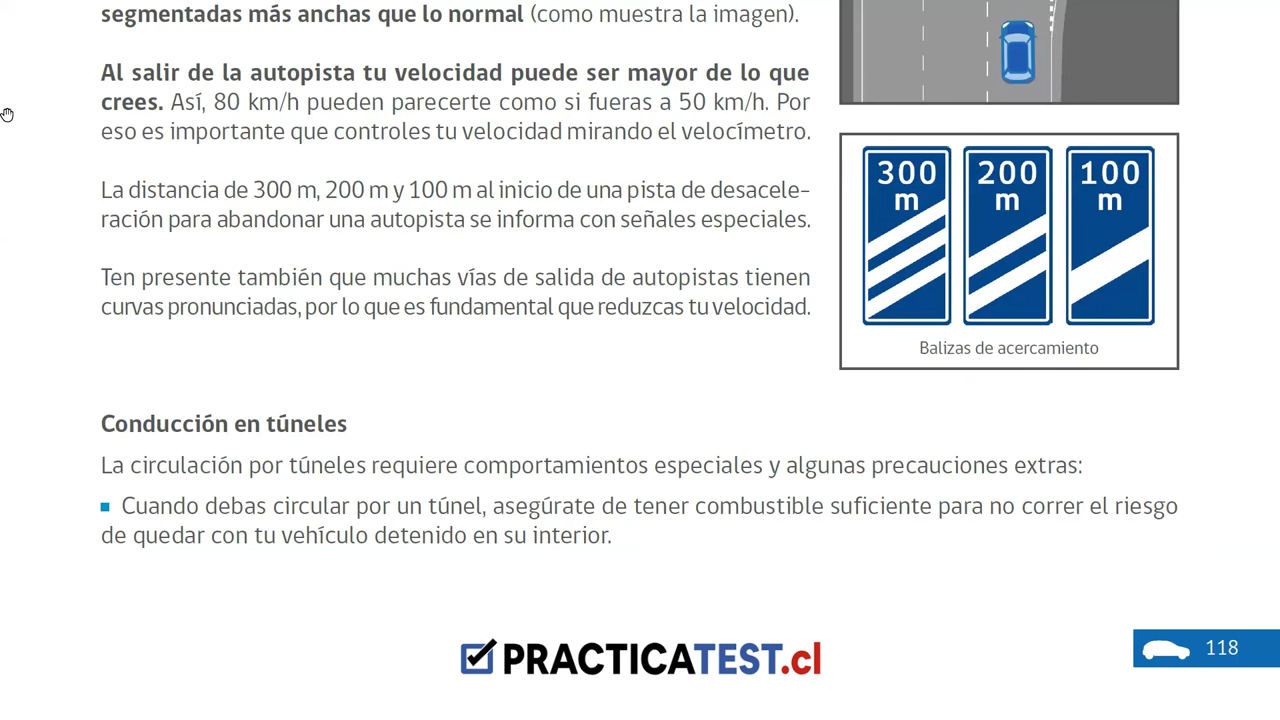 segmentadas más anchas que lo normal (como muestra la imagen).
Al salir de la autopista tu velocidad puede ser mayor de lo que
crees. Así, 80 km/h pueden parecerte como si fueras a 50 km/h. Por
eso es importante que controles tu velocidad mirando el velocímetro.
La distancia de 300 m, 200 m y 100 m al inicio de una pista de desacele-
ración para abandonar una autopista se informa con señales especiales.
Ten presente también que muchas vías de salida de autopistas tienen
curvas pronunciadas, por lo que es fundamental que reduzcas tu velocidad.
300 m
200 m
100 m
Balizas de acercamiento
Conducción en túneles
La circulación por túneles requiere comportamientos especiales y algunas precauciones extras:
Cuando debas circular por un túnel, asegúrate de tener combustible suficiente para no correr el riesgo
de quedar con tu vehículo detenido en su interior.
PRACTICATEST.cl
118